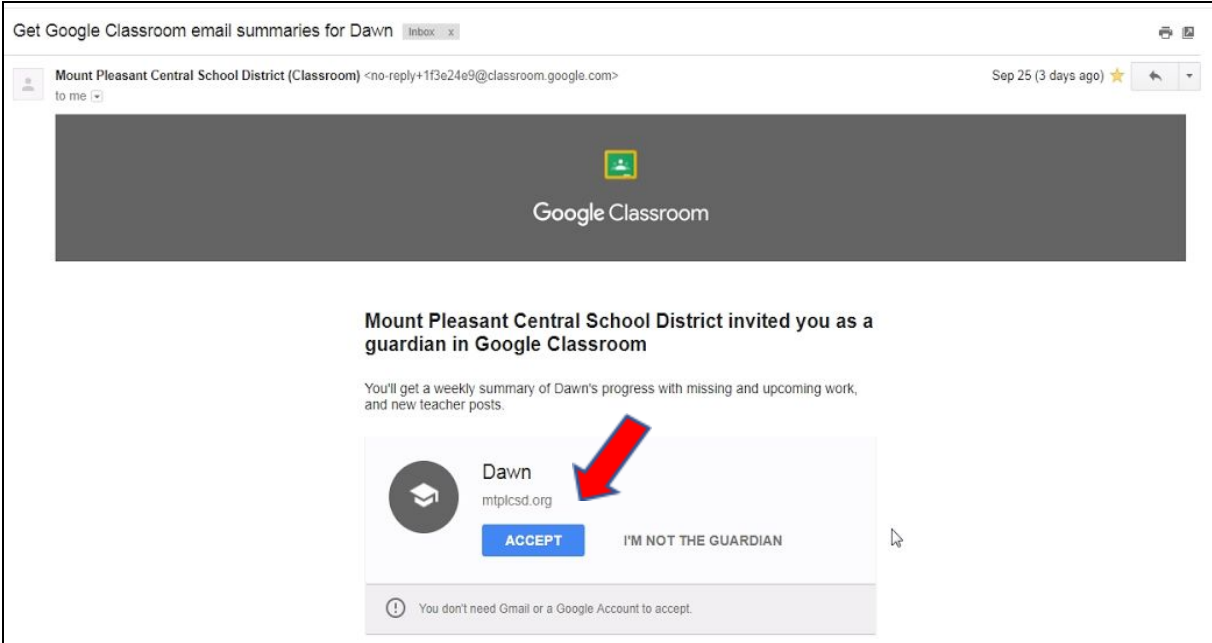 Get Google Classroom email summaries for Dawn Inbox x
Mount Pleasant Central School District (Classroom) <no-reply+1f3e24e9@classroom.google.com> Sep 25 (3 days ago)
to me
Google Classroom
Mount Pleasant Central School District invited you as a
guardian in Google Classroom
You'll get a weekly summary of Dawn's progress with missing and upcoming work,
and new teacher posts.
Dawn
mtplcsd.org
ACCEPT I'M NOT THE GUARDIAN
You don't need Gmail or a Google Account to accept.